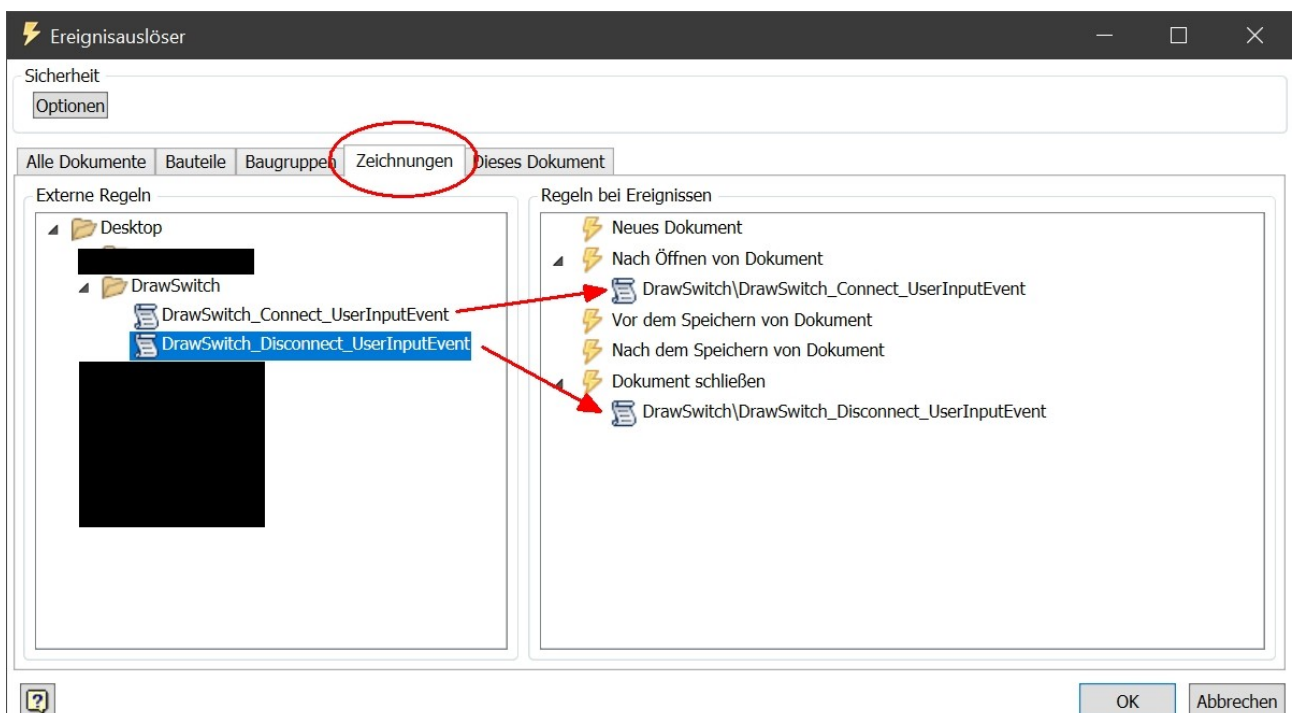 Ereignisauslöser
Sicherheit
Optionen
Alle Dokumente Bauteile Baugruppen Zeichnungen Dieses Dokument
Externe Regeln
Desktop
DrawSwitch
DrawSwitch_Connect_UserInputEvent
DrawSwitch_Disconnect_UserInputEvent
Regeln bei Ereignissen
Neues Dokument
Nach Öffnen von Dokument
DrawSwitch\DrawSwitch_Connect_UserInputEvent
Vor dem Speichern von Dokument
Nach dem Speichern von Dokument
Dokument schließen
DrawSwitch\DrawSwitch_Disconnect_UserInputEvent
OK Abbrechen